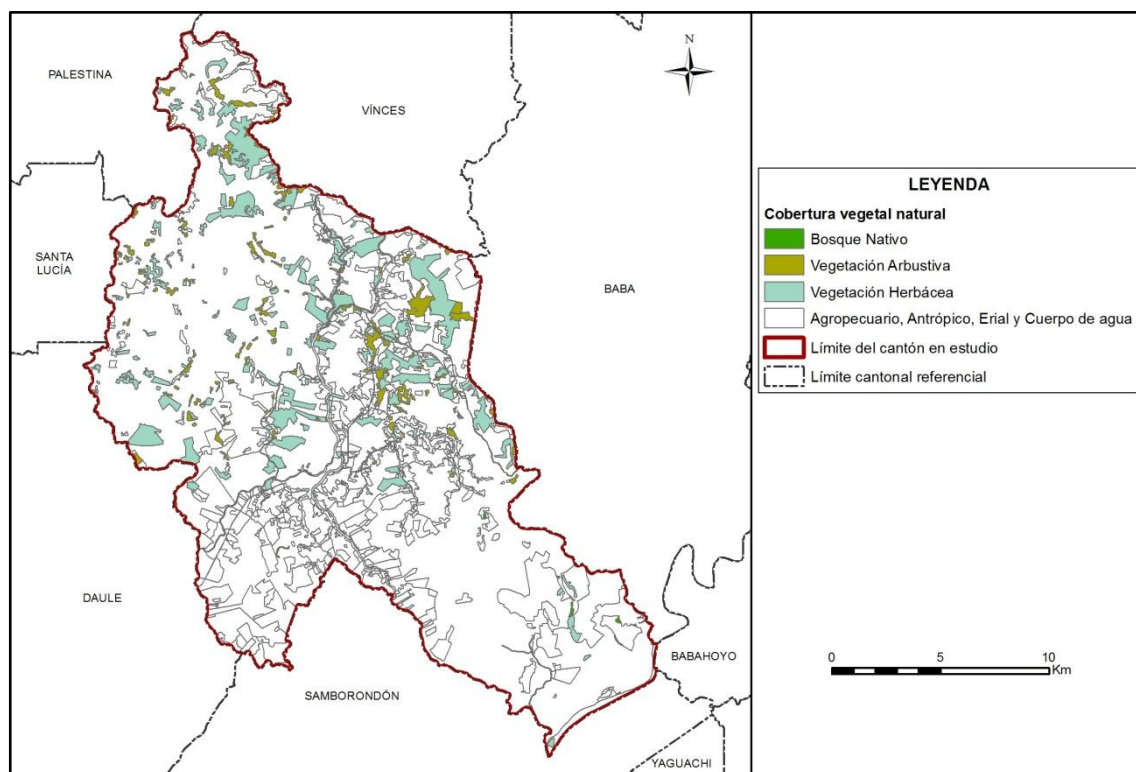 PALESTINA
VÍNCES
N
SANTA
LUCÍA
BABA
DAULE
SAMBORONDÓN
BABAHOYO
YAGUACHI
LEYENDA
Cobertura vegetal natural
Bosque Nativo
Vegetación Arbustiva
Vegetación Herbácea
Agropecuario, Antrópico, Erial y Cuerpo de agua
Límite del cantón en estudio
Límite cantonal referencial
0 5 10
Km